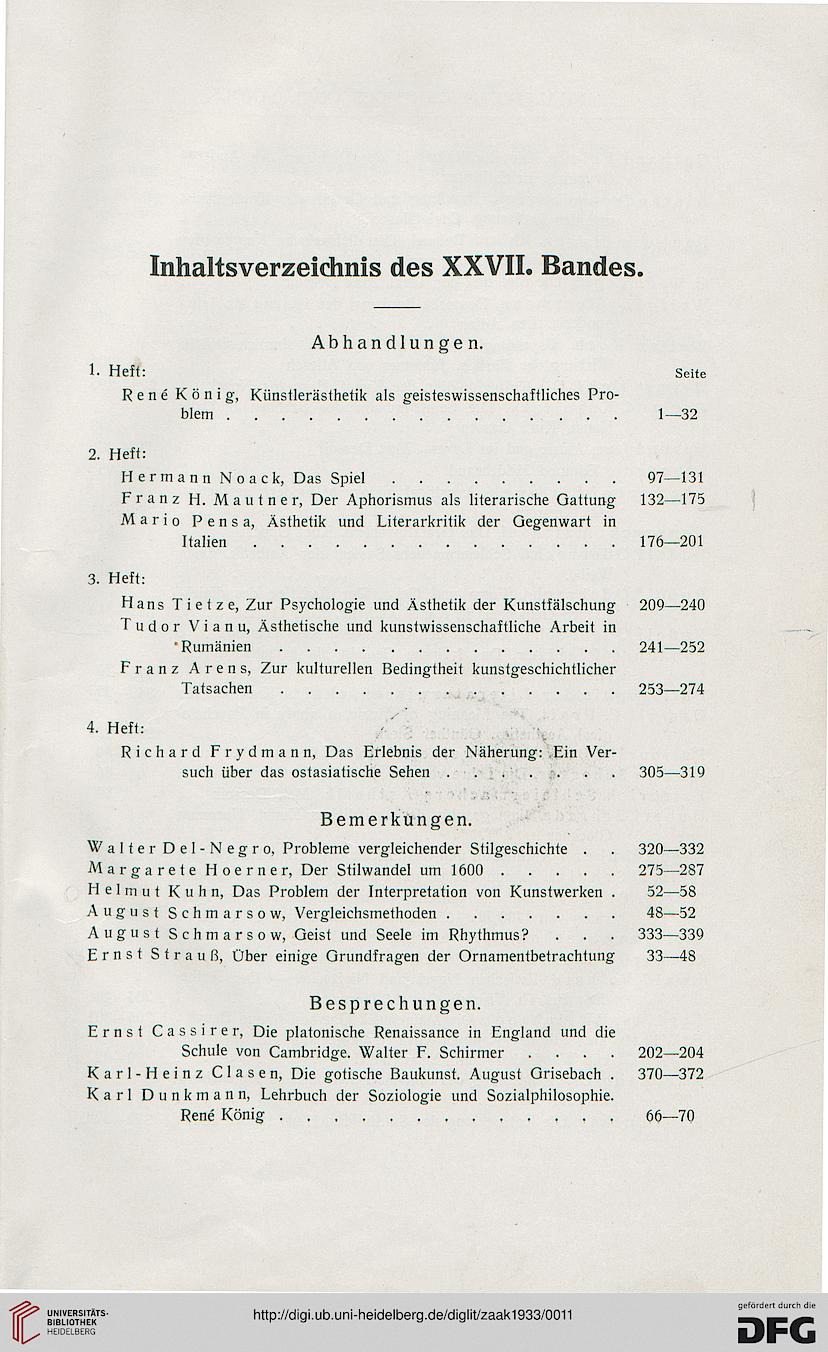 Inhaltsverzeichnis des XXVII. Bandes.
Abhandlungen.
1. Heft: Seite
René König, Künstlerästhetik als geisteswissenschaftliches Pro-
blem . . . . . . . . . . . . . . . 1—32
2. Heft:
Hermann Noack, Das Spiel . . . . . . . . . 97—131
Franz H. Mautner, Der Aphorismus als literarische Gattung 132—175
Mario Pensa, Ästhetik und Literarkritik der Gegenwart in
Italien . . . . . . . . . . . . . . 176—201
3. Heft:
Hans Tietze, Zur Psychologie und Ästhetik der Kunstfälschung 209—240
Tudor Vianu, Ästhetische und kunstwissenschaftliche Arbeit in
Rumänien . . . . . . . . . . . . . 241—252
Franz Arens, Zur kulturellen Bedingtheit kunstgeschichtlicher
Tatsachen . . . . . . . . . . . . . 253—274
4. Heft:
Richard Frydmann, Das Erlebnis der Näherung: Ein Ver-
such über das ostasiatische Sehen . . . . . . . 305—319
Bemerkungen.
Walter Del-Negro, Probleme vergleichender Stilgeschichte . . 320—332
Margarete Hoerner, Der Stilwandel um 1600 . . . . . 275—287
Helmut Kuhn, Das Problem der Interpretation von Kunstwerken . 52—58
August Schmarsow, Vergleichsmethoden . . . . . . . 48—52
August Schmarsow, Geist und Seele im Rhythmus? . . . 333—339
Ernst Strauß, Über einige Grundfragen der Ornamentbetrachtung 33—48
Besprechungen.
Ernst Cassirer, Die platonische Renaissance in England und die
Schule von Cambridge. Walter F. Schirmer . . . . 202—204
Karl-Heinz Clasen, Die gotische Baukunst. August Grisebach . 370—372
Karl Dunkmann, Lehrbuch der Soziologie und Sozialphilosophie.
René König . . . . . . . . . . . . . 66—70
UNIVERSITÄTS-
BIBLIOTHEK
HEIDELBERG
http://digi.ub.uni-heidelberg.de/diglit/zaak1933/0011
gefördert durch die
DFG